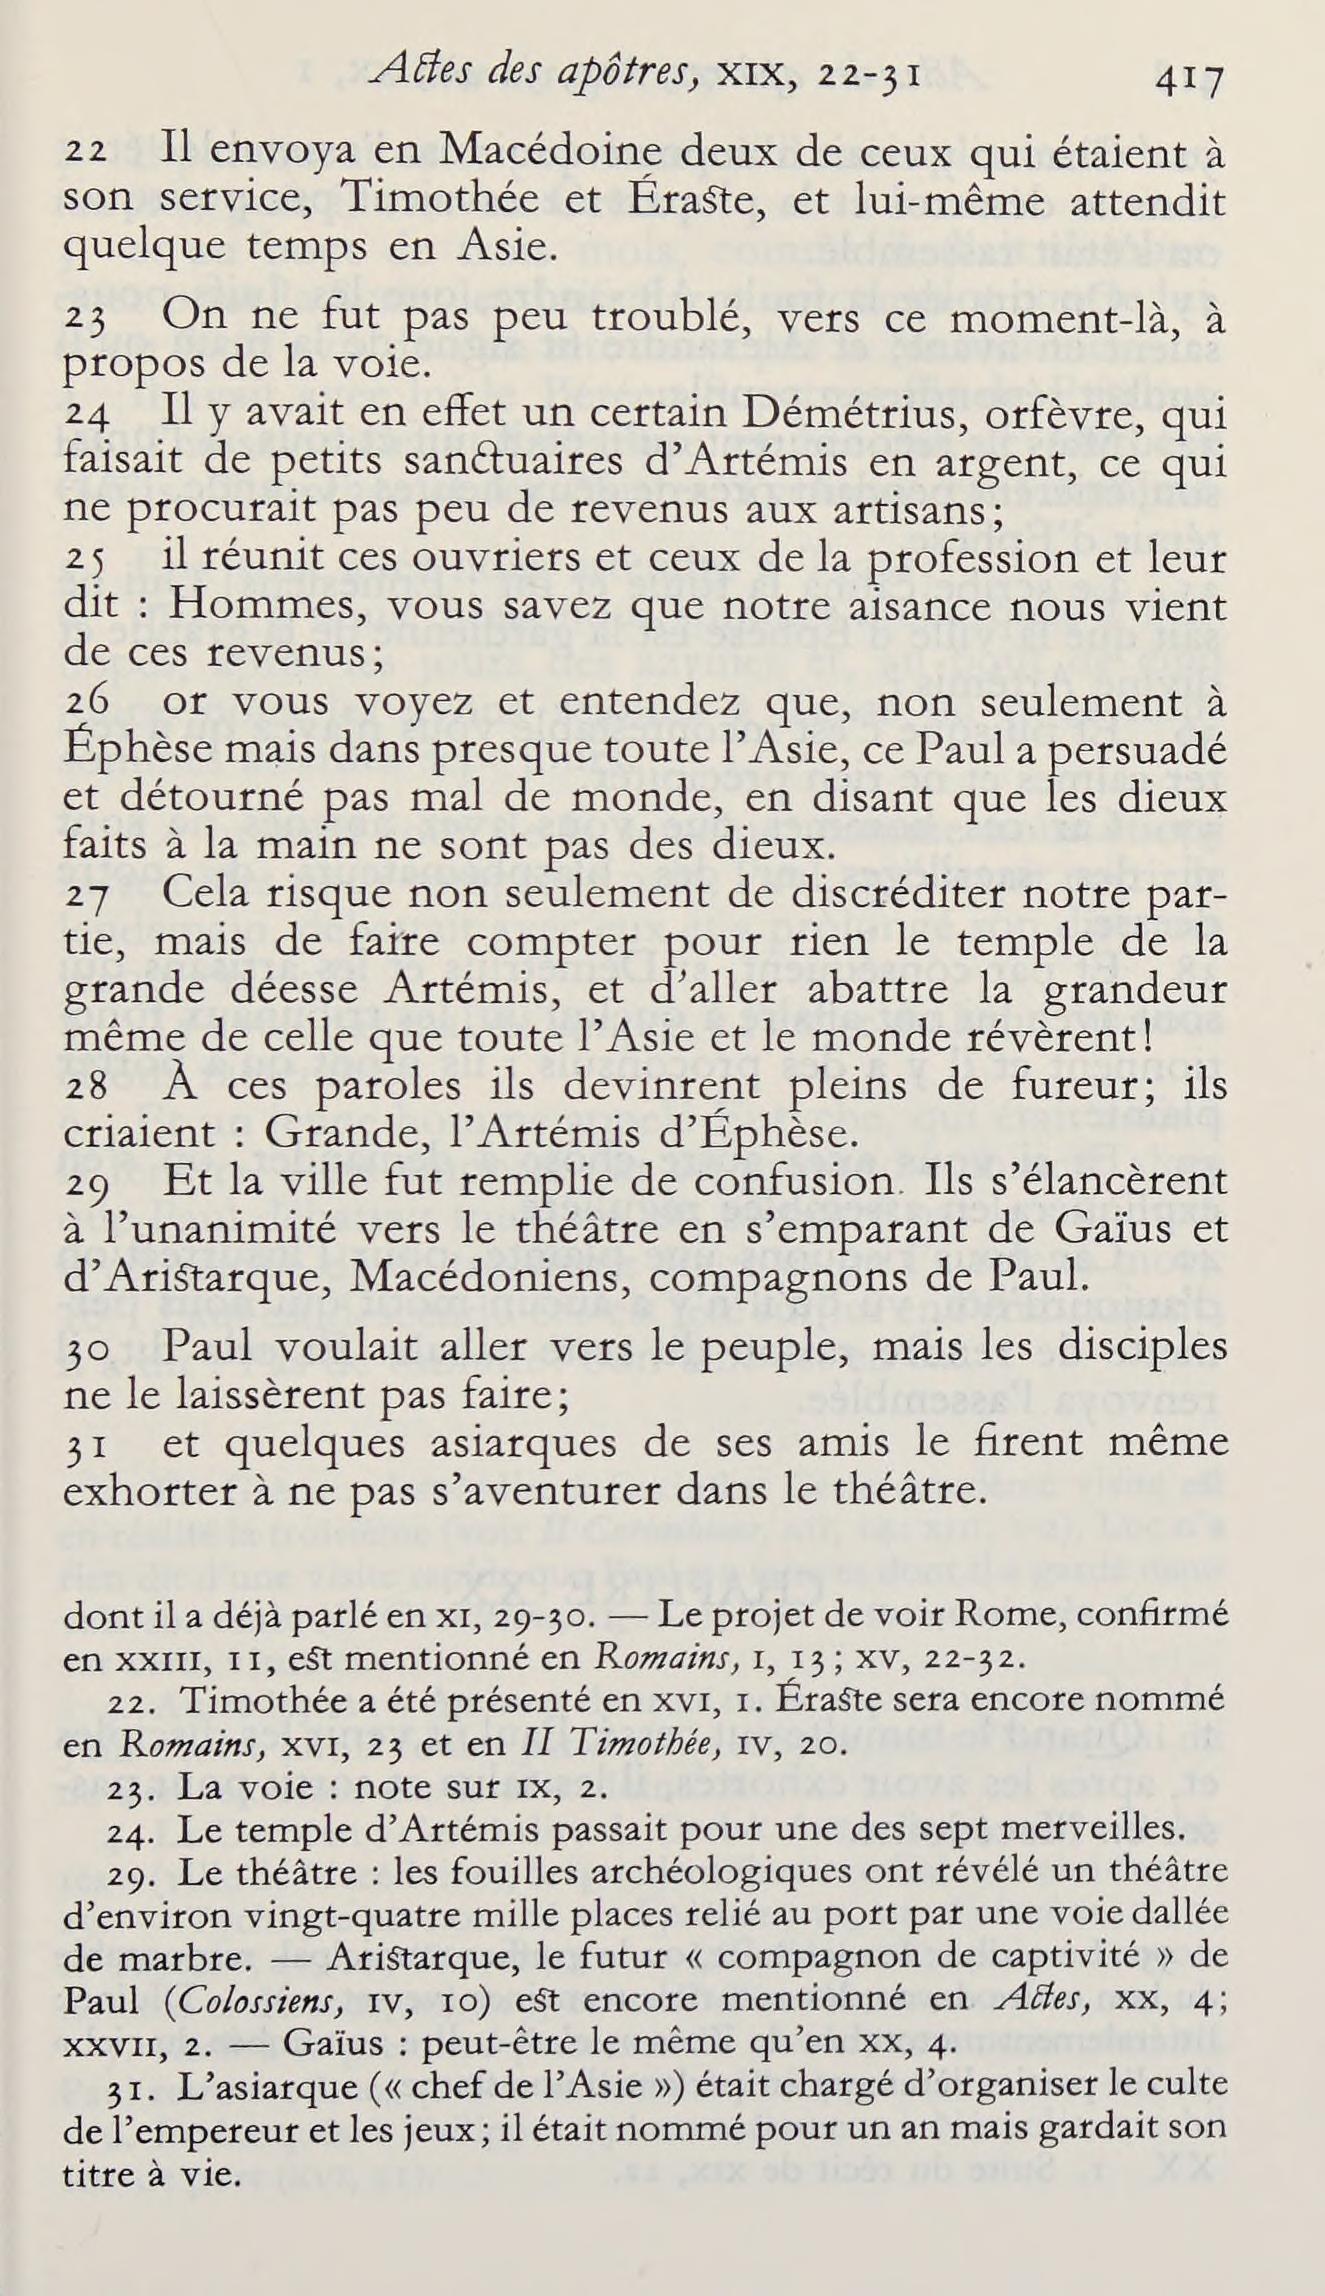 Actes des apôtres, XIX, 22-31 417
22 Il envoya en Macédoine deux de ceux qui étaient à
son service, Timothée et Éraste, et lui-même attendit
quelque temps en Asie.
23 On ne fut pas peu troublé, vers ce moment-là, à
propos de la voie.
24 Il y avait en effet un certain Démétrius, orfèvre, qui
faisait de petits sanctuaires d'Artémis en argent, ce qui
ne procurait pas peu de revenus aux artisans;
25 il réunit ces ouvriers et ceux de la profession et leur
dit : Hommes, vous savez que notre aisance nous vient
de ces revenus;
26 or vous voyez et entendez que, non seulement à
Éphèse mais dans presque toute l'Asie, ce Paul a persuadé
et détourné pas mal de monde, en disant que les dieux
faits à la main ne sont pas des dieux.
27 Cela risque non seulement de discréditer notre par-
tie, mais de faire compter pour rien le temple de la
grande déesse Artémis, et d'aller abattre la grandeur
même de celle que toute l'Asie et le monde révèrent!
28 À ces paroles ils devinrent pleins de fureur; ils
criaient : Grande, l'Artémis d'Éphèse.
29 Et la ville fut remplie de confusion. Ils s'élancèrent
à l'unanimité vers le théâtre en s'emparant de Gaïus et
d'Aristarque, Macédoniens, compagnons de Paul.
30 Paul voulait aller vers le peuple, mais les disciples
ne le laissèrent pas faire;
31 et quelques asiarques de ses amis le firent même
exhorter à ne pas s'aventurer dans le théâtre.
dont il a déjà parlé en XI, 29-30. — Le projet de voir Rome, confirmé
en XXIII, 11, est mentionné en Romains, I, 13; XV, 22-32.
22. Timothée a été présenté en XVI, 1. Éraste sera encore nommé
en Romains, XVI, 23 et en II Timothée, IV, 20.
23. La voie : note sur IX, 2.
24. Le temple d'Artémis passait pour une des sept merveilles.
29. Le théâtre : les fouilles archéologiques ont révélé un théâtre
d'environ vingt-quatre mille places relié au port par une voie dallée
de marbre. — Aristarque, le futur « compagnon de captivité » de
Paul (Colossiens, IV, 10) est encore mentionné en Actes, XX, 4;
XXVII, 2. — Gaïus : peut-être le même qu'en XX, 4.
31. L'asiarque (« chef de l'Asie ») était chargé d'organiser le culte
de l'empereur et les jeux; il était nommé pour un an mais gardait son
titre à vie.